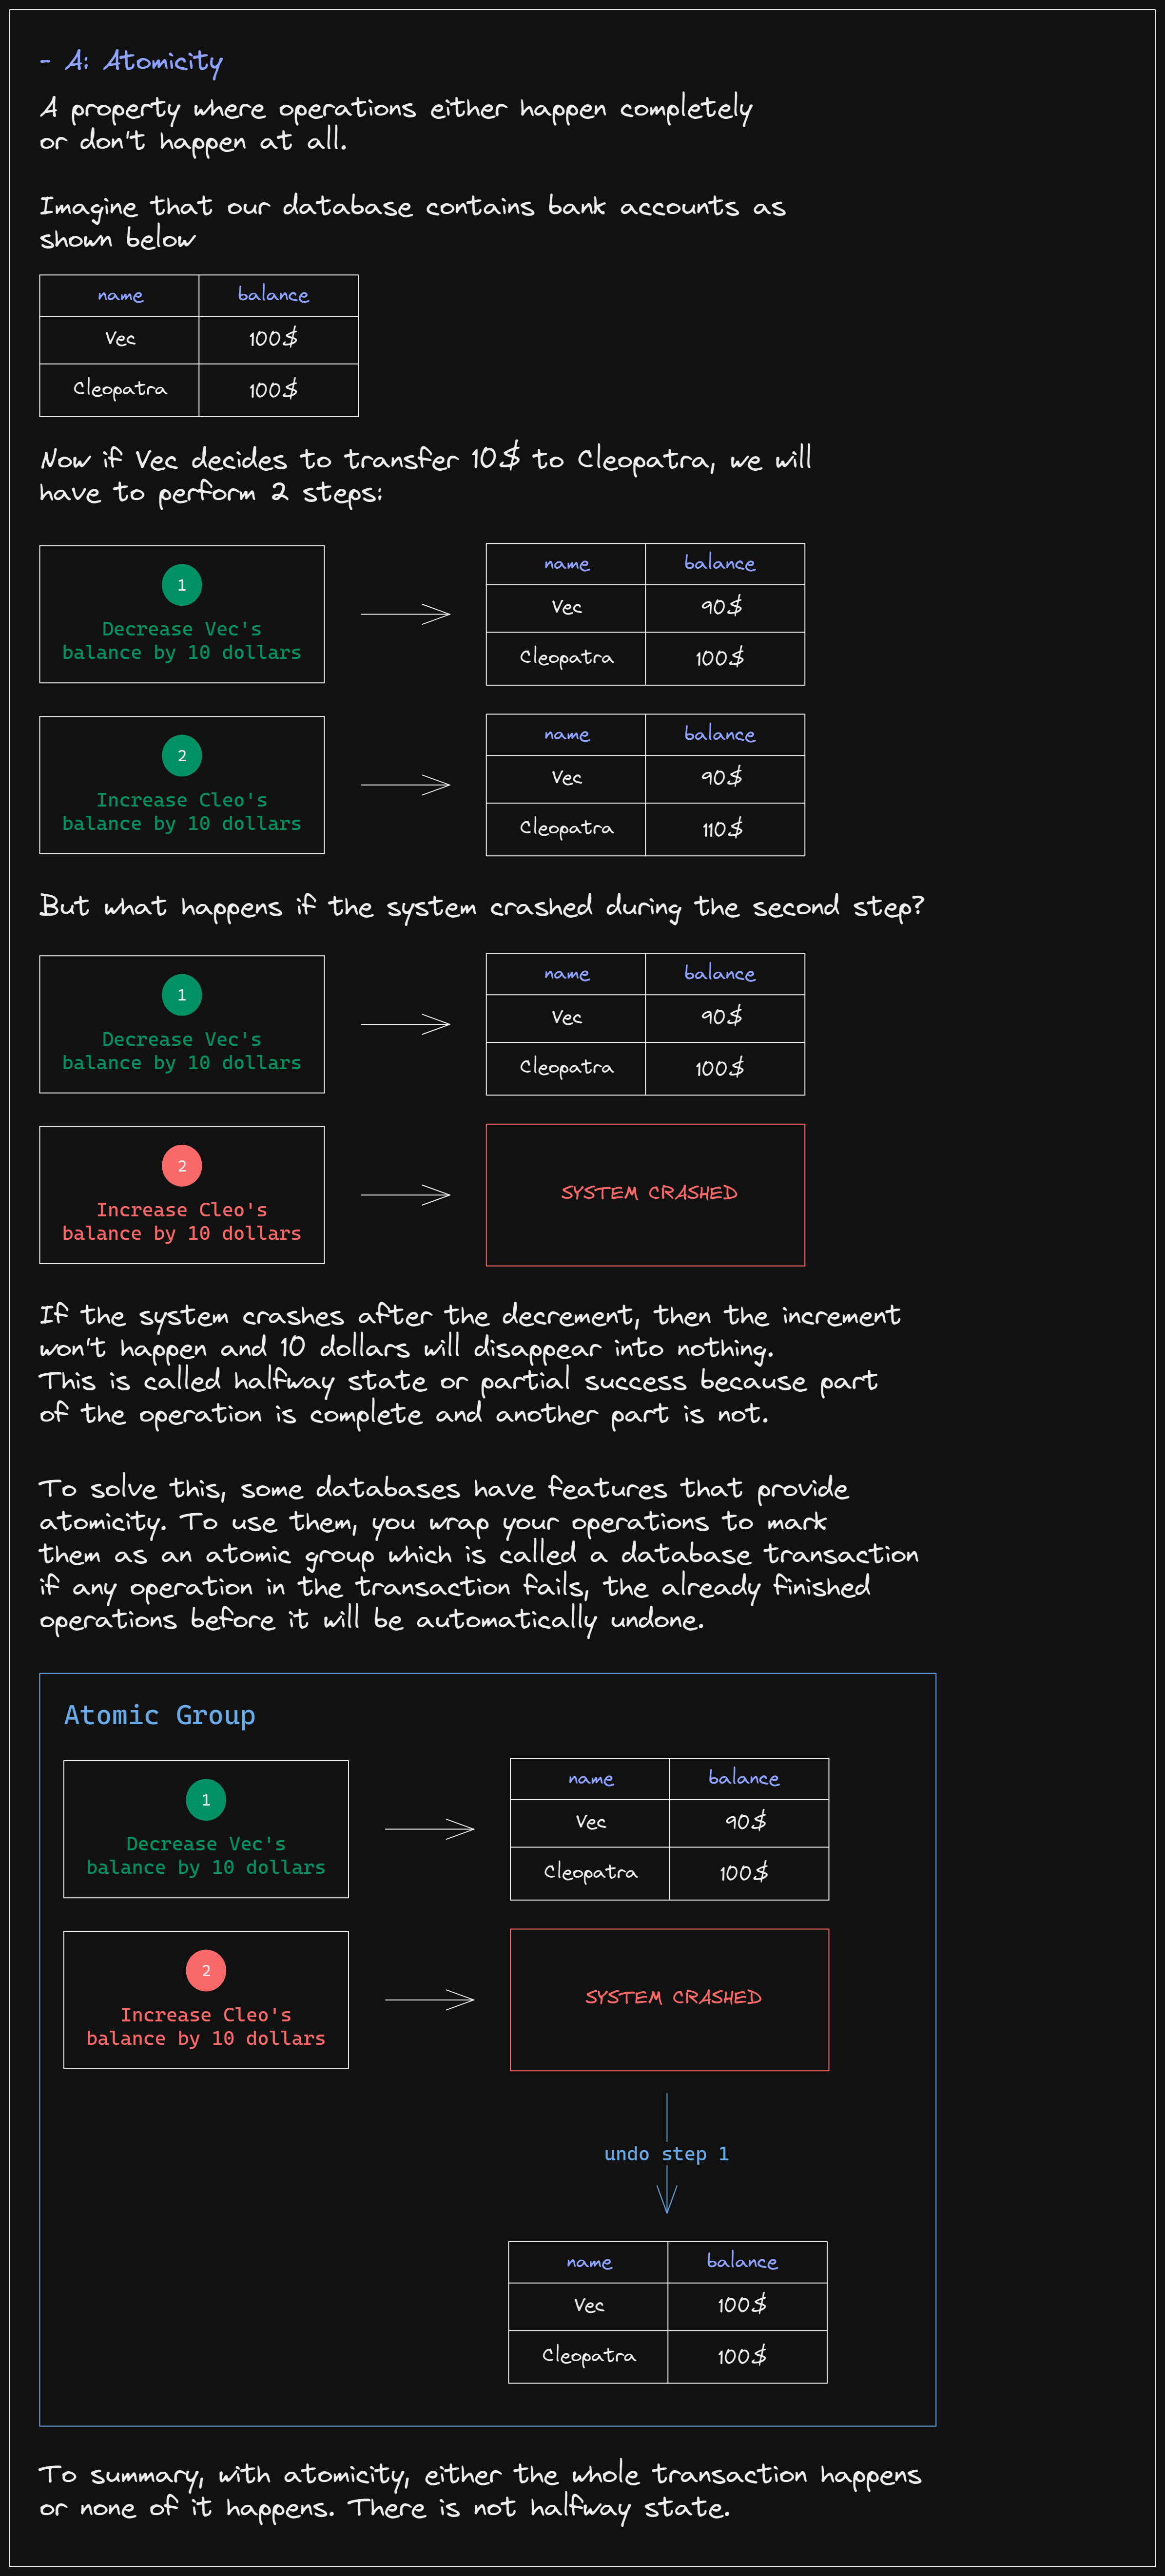 - A: Atomicity
A property where operations either happen completely
or don't happen at all.
Imagine that our database contains bank accounts as
shown below
name balance
Vec 100$
Cleopatra 100$
Now if Vec decides to transfer 10$ to Cleopatra, we will
have to perform 2 steps:
1
Decrease Vec's
balance by 10 dollars
name balance
Vec 90$
Cleopatra 100$
2
Increase Cleo's
balance by 10 dollars
name balance
Vec 90$
Cleopatra 110$
But what happens if the system crashed during the second step?
1
Decrease Vec's
balance by 10 dollars
name balance
Vec 90$
Cleopatra 100$
2
Increase Cleo's
balance by 10 dollars
SYSTEM CRASHED
If the system crashes after the decrement, then the increment
won't happen and 10 dollars will disappear into nothing.
This is called halfway state or partial success because part
of the operation is complete and another part is not.
To solve this, some databases have features that provide
atomicity. To use them, you wrap your operations to mark
them as an atomic group which is called a database transaction
if any operation in the transaction fails, the already finished
operations before it will be automatically undone.
Atomic Group
1
Decrease Vec's
balance by 10 dollars
name balance
Vec 90$
Cleopatra 100$
2
Increase Cleo's
balance by 10 dollars
SYSTEM CRASHED
undo step 1
name balance
Vec 100$
Cleopatra 100$
To summary, with atomicity, either the whole transaction happens
or none of it happens. There is not halfway state.